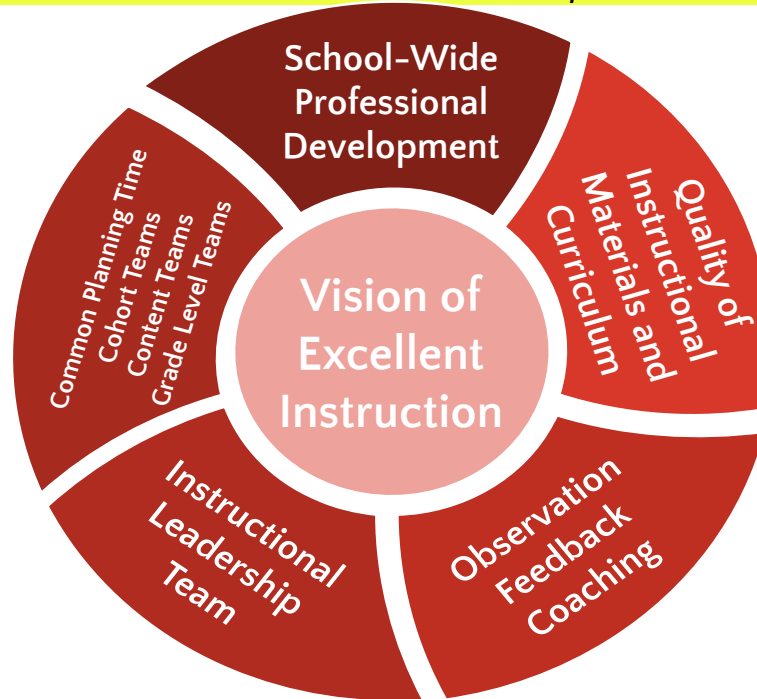 School-Wide
Professional
Development
Quality of
Instructional
Materials and
Curriculum
Observation
Feedback
Coaching
Instructional
Leadership
Team
Common Planning Time
Cohort Teams
Content Teams
Grade Level Teams
Vision of
Excellent
Instruction